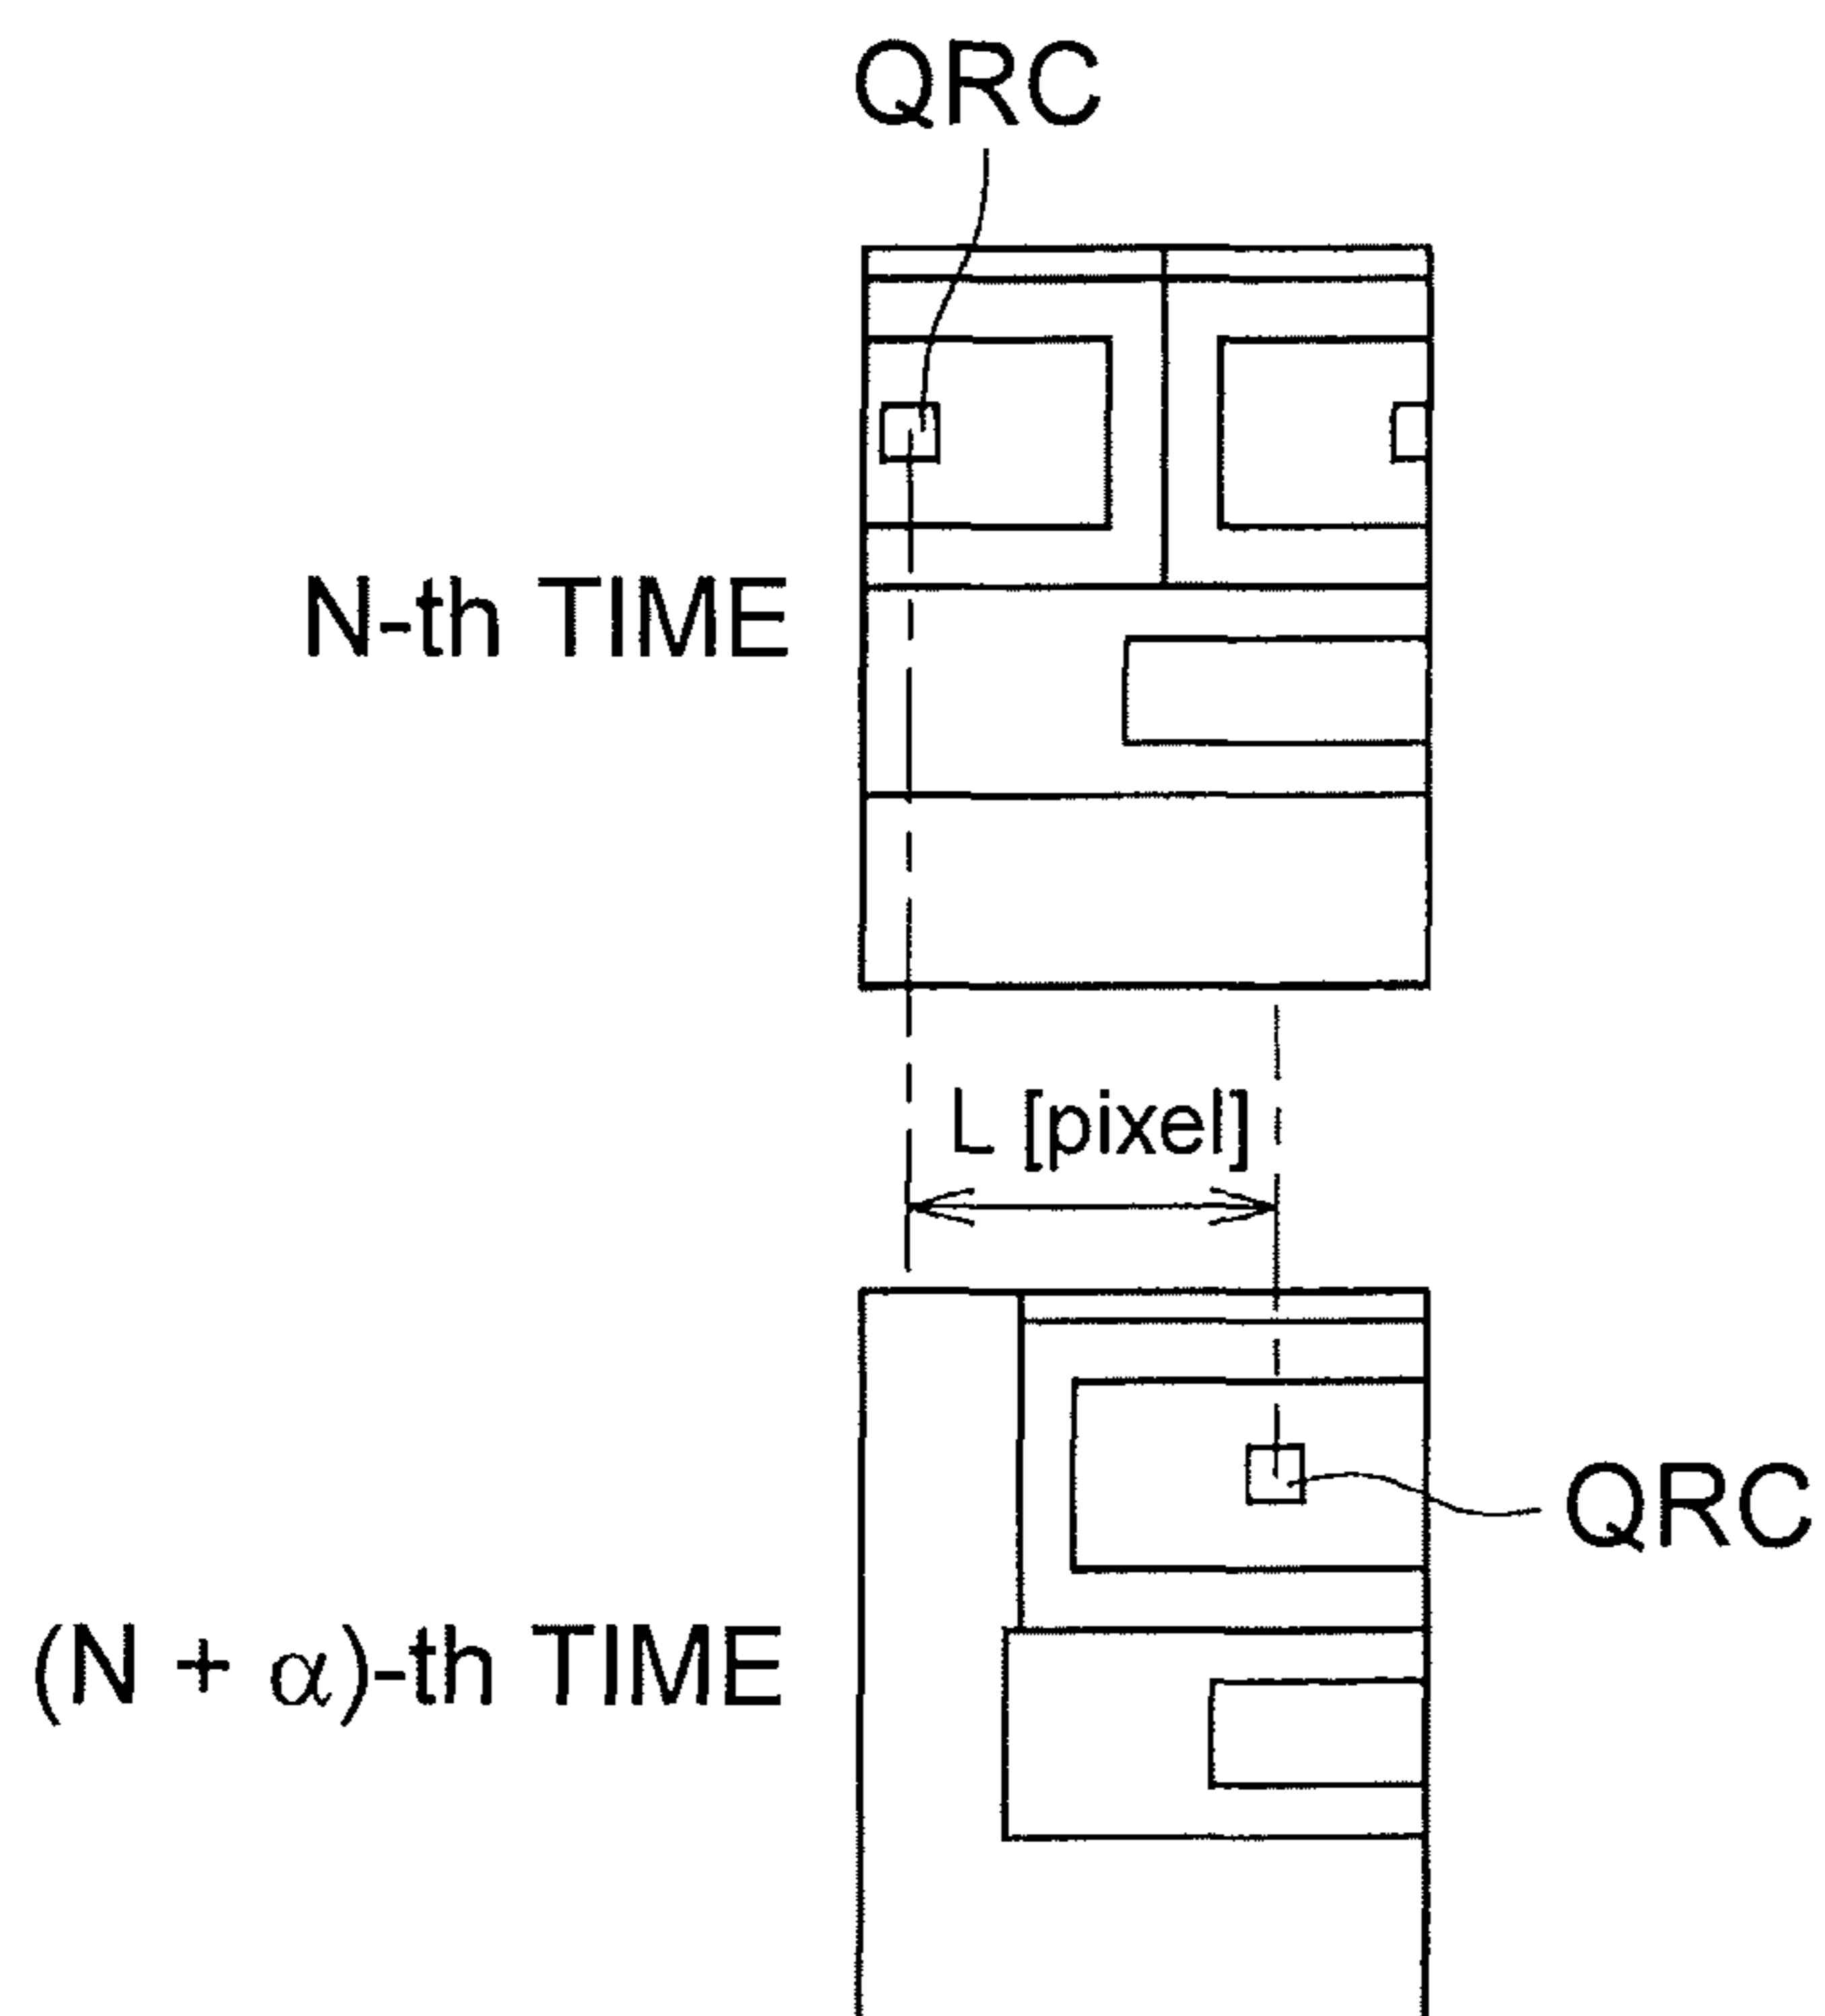 QRC
N-th TIME
L [pixel]
QRC
(N + α)-th TIME